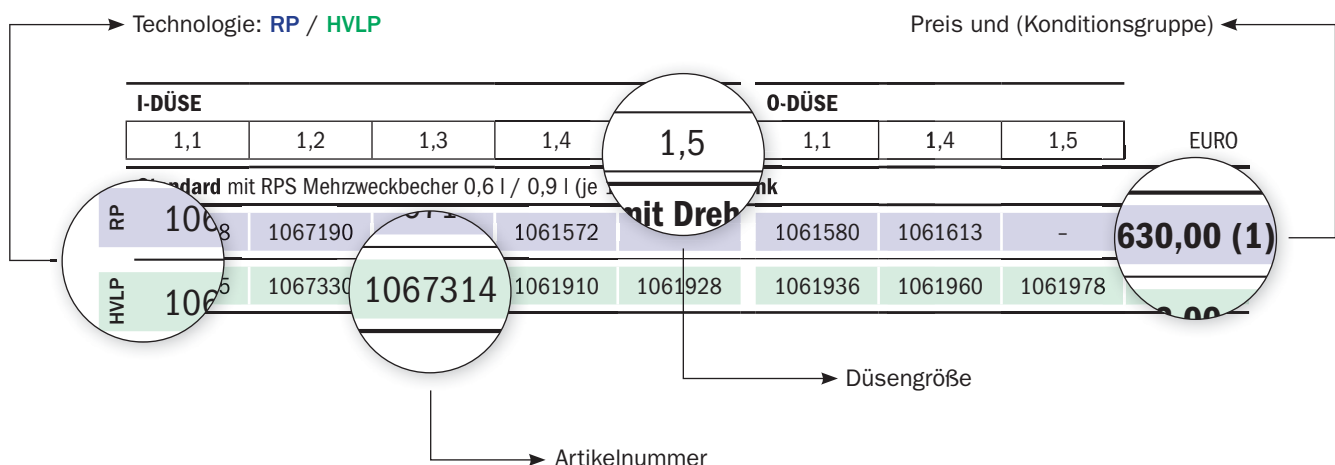 Technologie: RP / HVLP
Preis und (Konditionsgruppe)
I-DÜSE O-DÜSE
1,1 1,2 1,3 1,4 1,5 1,1 1,4 1,5 EURO
mit RPS Mehrzweckbecher 0,6 l / 0,9 l (je
mit Dreh
RP 1067190 1061572 1061580 1061613 – 630,00 (1)
HVLP 1067314 1061910 1061928 1061936 1061960 1061978
Düsengröße
Artikelnummer